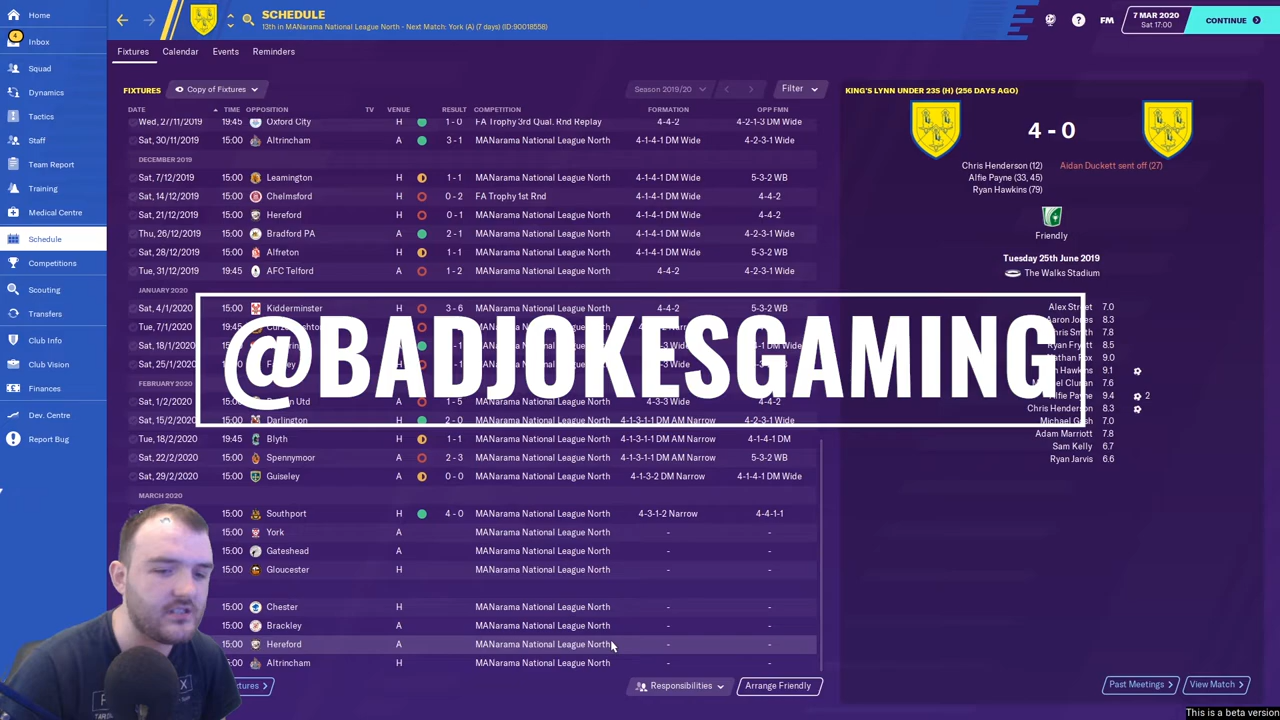 SCHEDULE
13th in MANarama National League North - Next Match: York (A) (7 days) (ID:90018558)
FM
7 MAR 2020
Sat 17:00
CONTINUE
Home
4
Inbox
Squad
Dynamics
Tactics
Staff
Team Report
Training
Medical Centre
Schedule
Competitions
Scouting
Transfers
Club Info
Club Vision
Finances
Dev. Centre
Report Bug
Fixtures Calendar Events Reminders
FIXTURES Copy of Fixtures Season 2019/20 Filter
DATE TIME OPPOSITION TV VENUE RESULT COMPETITION FORMATION OPP FMN
Wed, 27/11/2019 19:45 Oxford City H 1 - 0 FA Trophy 3rd Qual. Rnd Replay 4-4-2 4-2-1-3 DM Wide
Sat, 30/11/2019 15:00 Altrincham A 3 - 1 MANarama National League North 4-1-4-1 DM Wide 4-2-3-1 Wide
DECEMBER 2019
Sat, 7/12/2019 15:00 Leamington H 1 - 1 MANarama National League North 4-1-4-1 DM Wide 5-3-2 WB
Sat, 14/12/2019 15:00 Chelmsford H 0 - 2 FA Trophy 1st Rnd 4-1-4-1 DM Wide 4-4-2
Sat, 21/12/2019 15:00 Hereford H 0 - 1 MANarama National League North 4-1-4-1 DM Wide 4-4-2
Thu, 26/12/2019 15:00 Bradford PA A 2 - 1 MANarama National League North 4-1-4-1 DM Wide 4-2-3-1 Wide
Sat, 28/12/2019 15:00 Alfreton H 1 - 1 MANarama National League North 4-1-4-1 DM Wide 5-3-2 WB
Tue, 31/12/2019 19:45 AFC Telford A 1 - 2 MANarama National League North 4-4-2 4-2-3-1 Wide
JANUARY 2020
Sat, 4/1/2020 15:00 Kidderminster H 3 - 6 MANarama National League North 4-4-2 5-3-2 WB
Tue, 7/1/2020 19:45
Sat, 18/1/2020 15:00
Sat, 25/1/2020 15:00
@BADJOKESGAMING
FEBRUARY 2020
Sat, 1/2/2020 15:00 1 - 5 MANarama National League North 4-3-3 Wide 4-4-2
Sat, 15/2/2020 15:00 Darlington H 2 - 2 MANarama National League North 4-1-3-1-1 DM AM Narrow 4-2-3-1 Wide
Tue, 18/2/2020 19:45 Blyth H 1 - 1 MANarama National League North 4-1-3-1-1 DM AM Narrow 4-1-4-1 DM
Sat, 22/2/2020 15:00 Spennymoor A 2 - 3 MANarama National League North 4-1-3-1-1 DM AM Narrow 5-3-2 WB
Sat, 29/2/2020 15:00 Guiseley A 0 - 0 MANarama National League North 4-1-3-2 DM Narrow 4-1-4-1 DM Wide
MARCH 2020
15:00 Southport H 4 - 0 MANarama National League North 4-3-1-2 Narrow 4-4-1-1
15:00 York A MANarama National League North - -
15:00 Gateshead A MANarama National League North - -
15:00 Gloucester H MANarama National League North - -
15:00 Chester H MANarama National League North - -
15:00 Brackley A MANarama National League North - -
15:00 Hereford A MANarama National League North - -
15:00 Altrincham H MANarama National League North - -
Responsibilities Arrange Friendly
KING'S LYNN UNDER 23S (H) (256 DAYS AGO)
4 - 0
Chris Henderson (12) Aidan Duckett sent off (27)
Alfie Payne (33, 45)
Ryan Hawkins (79)
Friendly
Tuesday 25th June 2019
The Walks Stadium
Alex Street 7.0
Aaron Jones 8.3
Chris Smith 7.8
Ryan Fryatt 8.5
Nathan Fox 9.0
Hawkins 9.1
Michael Clunan 7.6
Alfie Payne 9.4 2
Chris Henderson 8.3
Michael Gash 7.0
Adam Marriott 7.8
Sam Kelly 6.7
Ryan Jarvis 6.6
Past Meetings View Match
This is a beta version